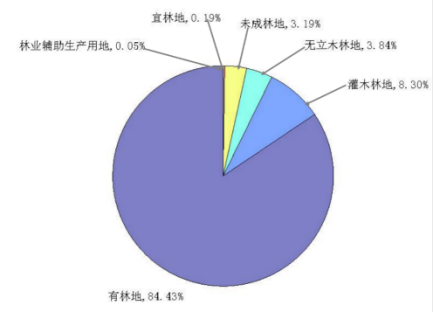 宜林地,0.19%
未成林地,3.19%
林业辅助生产用地,0.05%
无立木林地,3.84%
灌木林地,8.30%
有林地,84.43%